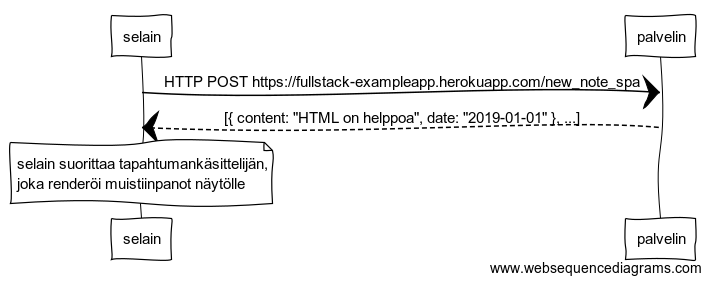 selain
palvelin
HTTP POST https://fullstack-exampleapp.herokuapp.com/new_note_spa
[{ content: "HTML on helppoa", date: "2019-01-01" }, ...]
selain suorittaa tapahtumankäsittelijän,
joka renderöi muistiinpanot näytölle
selain
palvelin
www.websequencediagrams.com